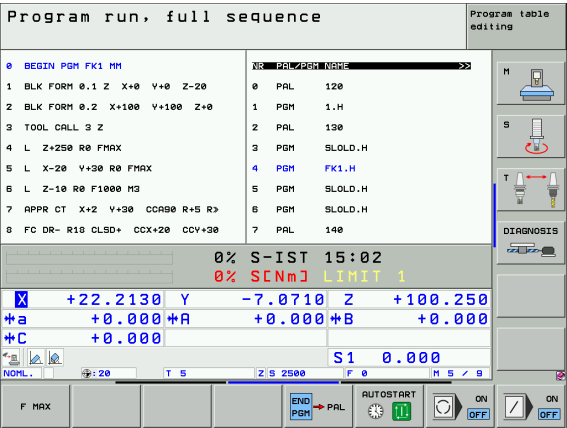 Program run, full sequence
Program table
editing
0 BEGIN PGM FK1 MM
1 BLK FORM 0.1 Z X+0 Y+0 Z-20
2 BLK FORM 0.2 X+100 Y+100 Z+0
3 TOOL CALL 3 Z
4 L Z+250 R0 FMAX
5 L X-20 Y+30 R0 FMAX
6 L Z-10 R0 F1000 M3
7 APPR CT X+2 Y+30 CCA90 R+5 R»
8 FC DR- R18 CLSD+ CCX+20 CCY+30
NR PAL/PGM NAME >>
0 PAL 120
1 PGM 1.H
2 PAL 130
3 PGM SLOLD.H
4 PGM FK1.H
5 PGM SLOLD.H
6 PGM SLOLD.H
7 PAL 140
M
S
T
DIAGNOSIS
0% S-IST 15:02
0% S[Nm] LIMIT 1
X +22.2130 Y -7.0710 Z +100.250
+a +0.000 +A +0.000 +B +0.000
+C +0.000
S1 0.000
NOML. :20 T 5 Z S 2500 F 0 M 5 / 9
F MAX
END
PGM → PAL
AUTOSTART
ON
OFF
ON
OFF